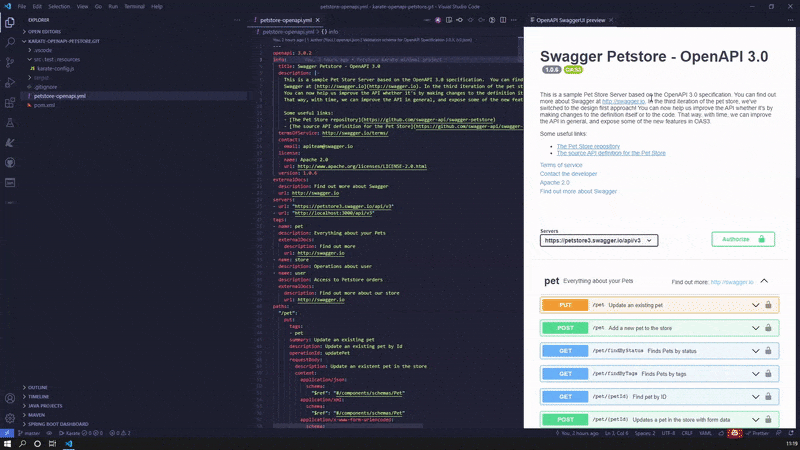 File Edit Selection View Go Run Terminal Help
petstore-openapi.yml - karate-openapi-petstore.git - Visual Studio Code
EXPLORER
OPEN EDITORS
KARATE-OPENAPI-PETSTORE.GIT
.vscode
src · test · resources
karate-config.js
target
.gitignore
petstore-openapi.yml
pom.xml
OUTLINE
TIMELINE
JAVA PROJECTS
MAVEN
SPRING BOOT DASHBOARD
petstore-openapi.yml
petstore-openapi.yml > {} info
openapi: 3.0.2
info:
title: Swagger Petstore - OpenAPI 3.0
description: |
This is a sample Pet Store Server based on the OpenAPI 3.0 specification. You can find
Swagger at [http://swagger.io](http://swagger.io). In the third iteration of the pet st
You can now help us improve the API whether it's by making changes to the definition it
That way, with time, we can improve the API in general, and expose some of the new featu
Some useful links:
- [The Pet Store repository](https://github.com/swagger-api/swagger-petstore)
- [The source API definition for the Pet Store](https://github.com/swagger-api/swagger-
termsOfService: http://swagger.io/terms/
contact:
email: apiteam@swagger.io
license:
name: Apache 2.0
url: http://www.apache.org/licenses/LICENSE-2.0.html
version: 1.0.6
externalDocs:
description: Find out more about Swagger
url: http://swagger.io
servers:
- url: "https://petstore3.swagger.io/api/v3"
- url: "http://localhost:3000/api/v3"
tags:
- name: pet
description: Everything about your Pets
externalDocs:
description: Find out more
url: http://swagger.io
- name: store
description: Operations about user
- name: user
description: Access to Petstore orders
externalDocs:
description: Find out more about our store
url: http://swagger.io
paths:
"/pet":
put:
tags:
- pet
summary: Update an existing pet
description: Update an existing pet by Id
operationId: updatePet
requestBody:
description: Update an existent pet in the store
content:
application/json:
schema:
"$ref": "#/components/schemas/Pet"
application/xml:
schema:
"$ref": "#/components/schemas/Pet"
application/x-www-form-urlencoded:
schema:
OpenAPI SwaggerUI preview
Swagger Petstore - OpenAPI 3.0
1.0.6 OAS3
This is a sample Pet Store Server based on the OpenAPI 3.0 specification. You can find out
more about Swagger at http://swagger.io. In the third iteration of the pet store, we've
switched to the design first approach! You can now help us improve the API whether it's by
making changes to the definition itself or to the code. That way, with time, we can improve
the API in general, and expose some of the new features in OAS3.
Some useful links:
The Pet Store repository
The source API definition for the Pet Store
Terms of service
Contact the developer
Apache 2.0
Find out more about Swagger
Servers
https://petstore3.swagger.io/api/v3
Authorize
pet Everything about your Pets Find out more: http://swagger.io
PUT /pet Update an existing pet
POST /pet Add a new pet to the store
GET /pet/findByStatus Finds Pets by status
GET /pet/findByTags Finds Pets by tags
GET /pet/{petId} Find pet by ID
POST /pet/{petId} Updates a pet in the store with form data
master Karate
You, 2 hours ago Ln 3, Col 6 Spaces: 2 UTF-8 CRLF YAML Prettier
11:19